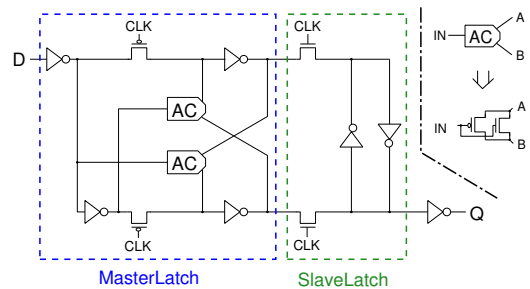 CLK
CLK
A
IN
AC
B
D
AC
AC
A
IN
B
CLK
CLK
Q
MasterLatch
SlaveLatch